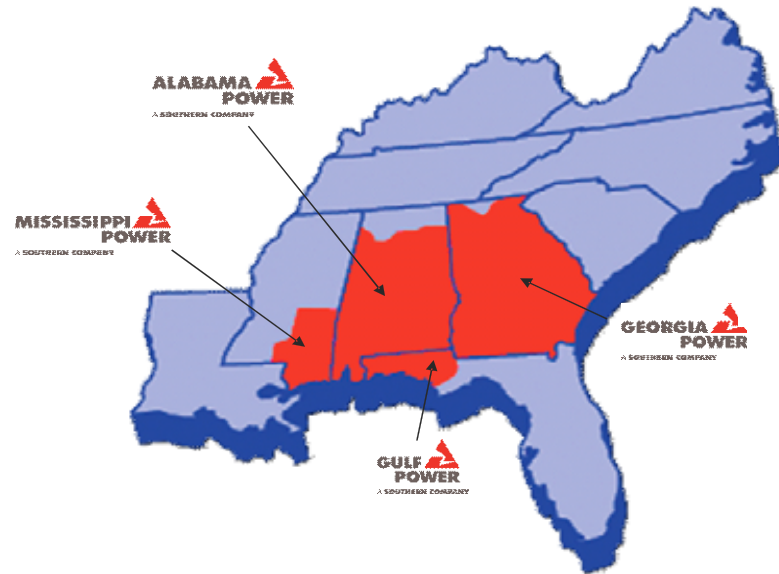 ALABAMA
POWER
A SOUTHERN COMPANY
MISSISSIPPI
POWER
A SOUTHERN COMPANY
GEORGIA
POWER
A SOUTHERN COMPANY
GULF
POWER
A SOUTHERN COMPANY